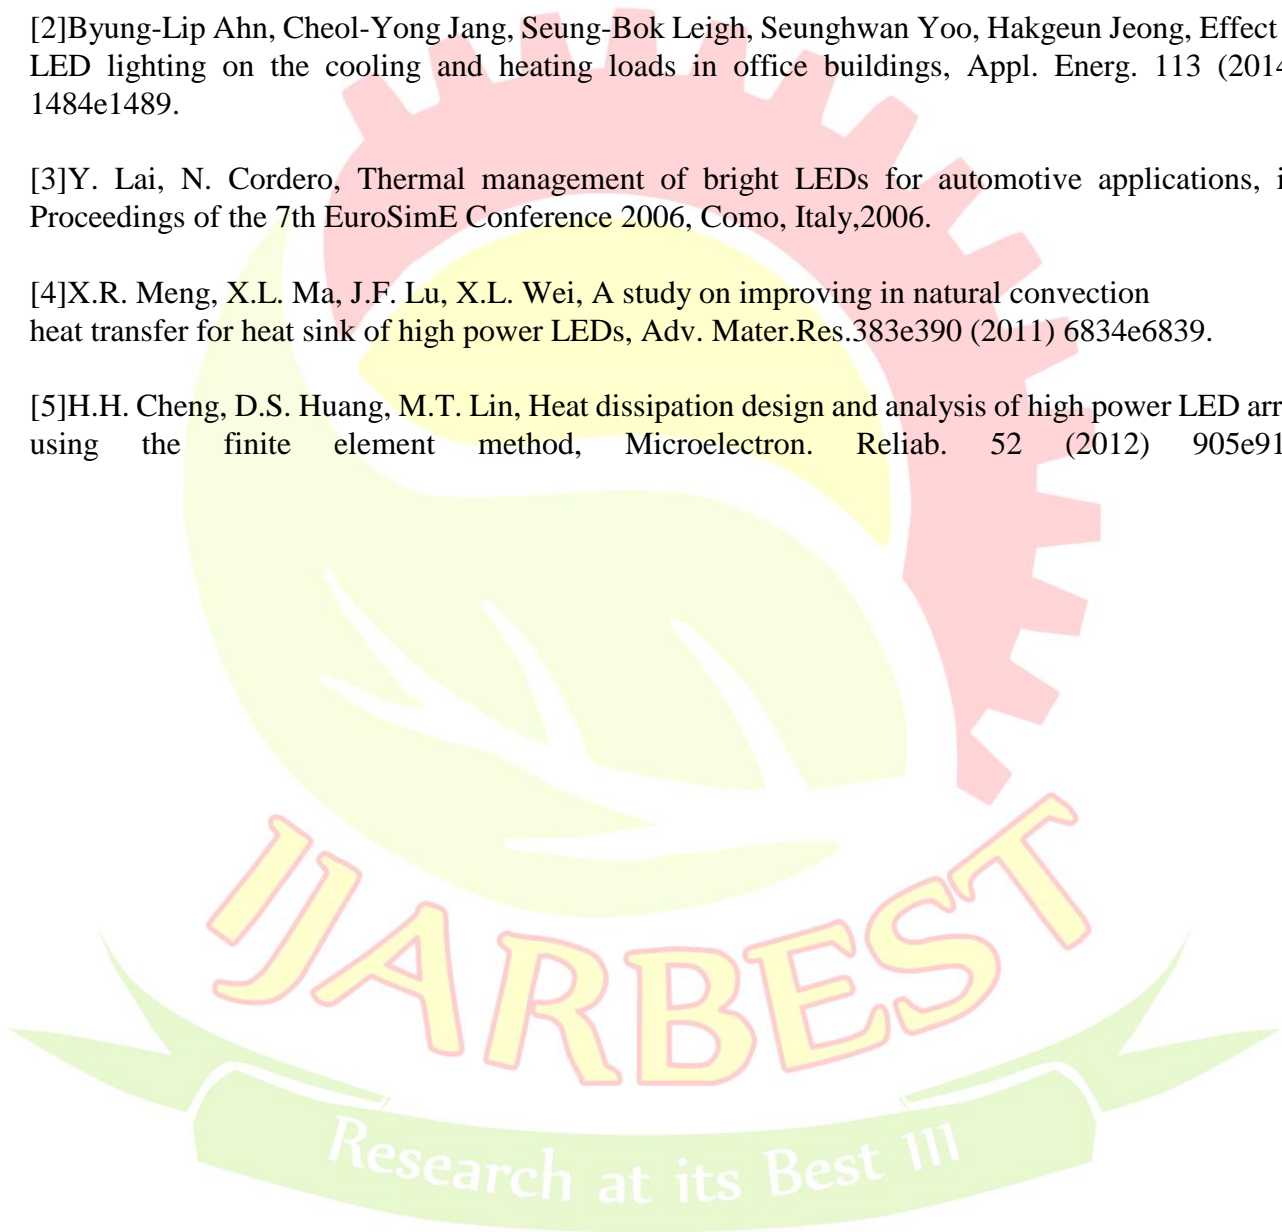 [2]Byung-Lip Ahn, Cheol-Yong Jang, Seung-Bok Leigh, Seunghwan Yoo, Hakgeun Jeong, Effect
LED lighting on the cooling and heating loads in office buildings, Appl. Energ. 113 (2014
1484e1489.
[3]Y. Lai, N. Cordero, Thermal management of bright LEDs for automotive applications, i
Proceedings of the 7th EuroSimE Conference 2006, Como, Italy,2006.
[4]X.R. Meng, X.L. Ma, J.F. Lu, X.L. Wei, A study on improving in natural convection
heat transfer for heat sink of high power LEDs, Adv. Mater.Res.383e390 (2011) 6834e6839.
[5]H.H. Cheng, D.S. Huang, M.T. Lin, Heat dissipation design and analysis of high power LED arr
using the finite element method, Microelectron. Reliab. 52 (2012) 905e91
IJARBEST
Research at its Best !!!